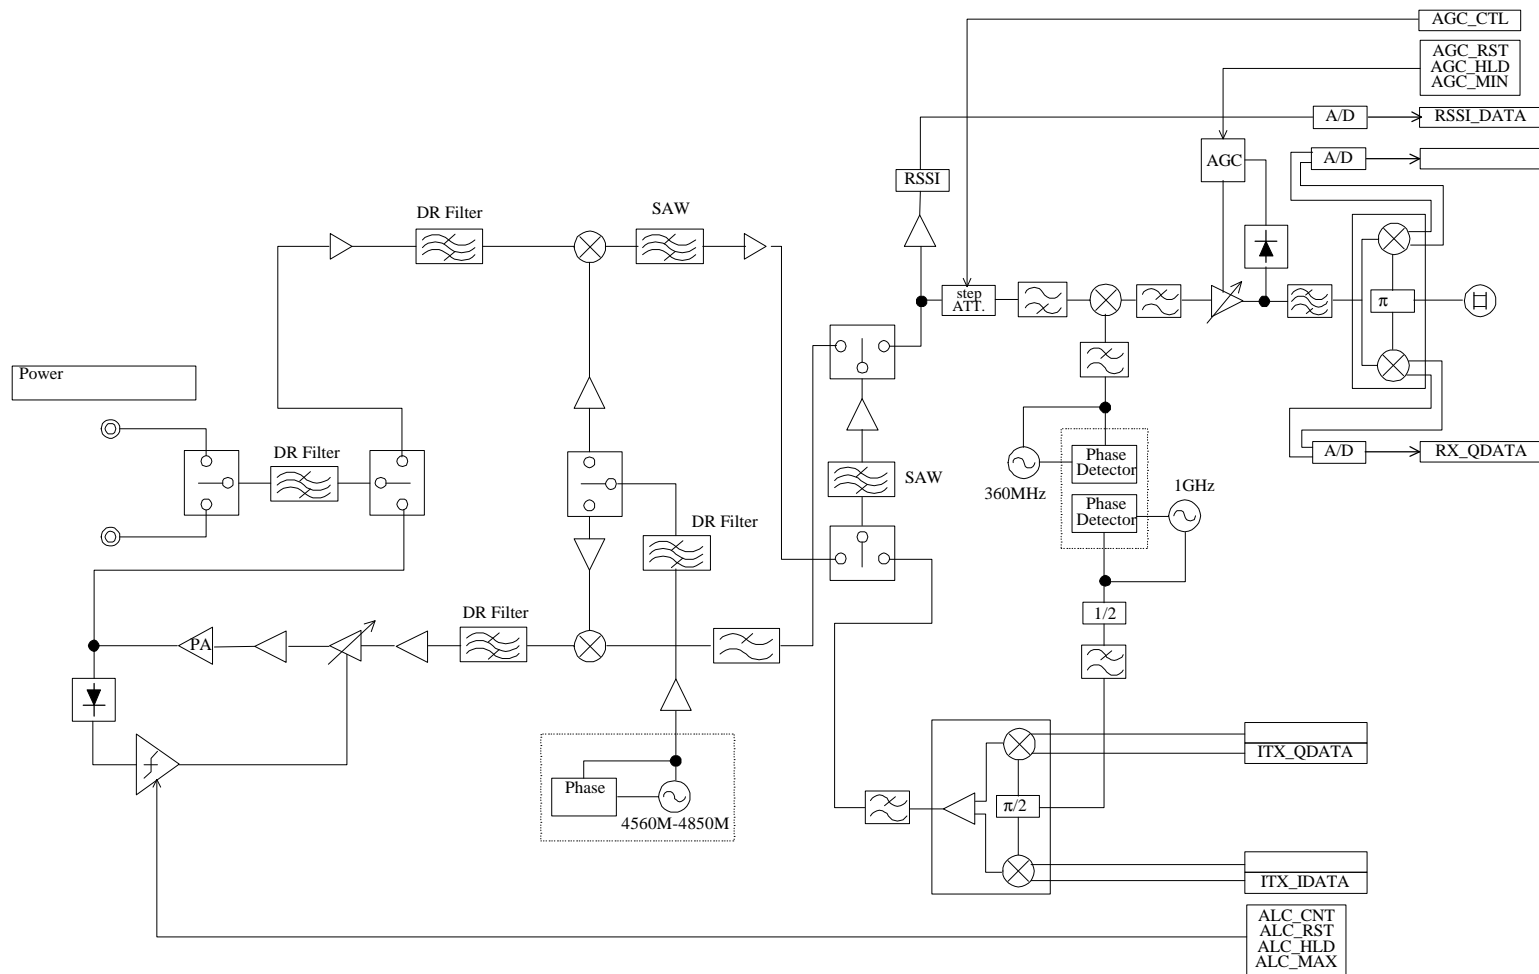 AGC_CTL
AGC_RST
AGC_HLD
AGC_MIN
A/D
RSSI_DATA
A/D
AGC
RSSI
DR Filter
SAW
step
ATT.
π
Power
DR Filter
Phase
Detector
360MHz
1GHz
Phase
Detector
A/D
RX_QDATA
SAW
DR Filter
DR Filter
1/2
PA
ITX_QDATA
Phase
4560M-4850M
π/2
ITX_IDATA
ALC_CNT
ALC_RST
ALC_HLD
ALC_MAX